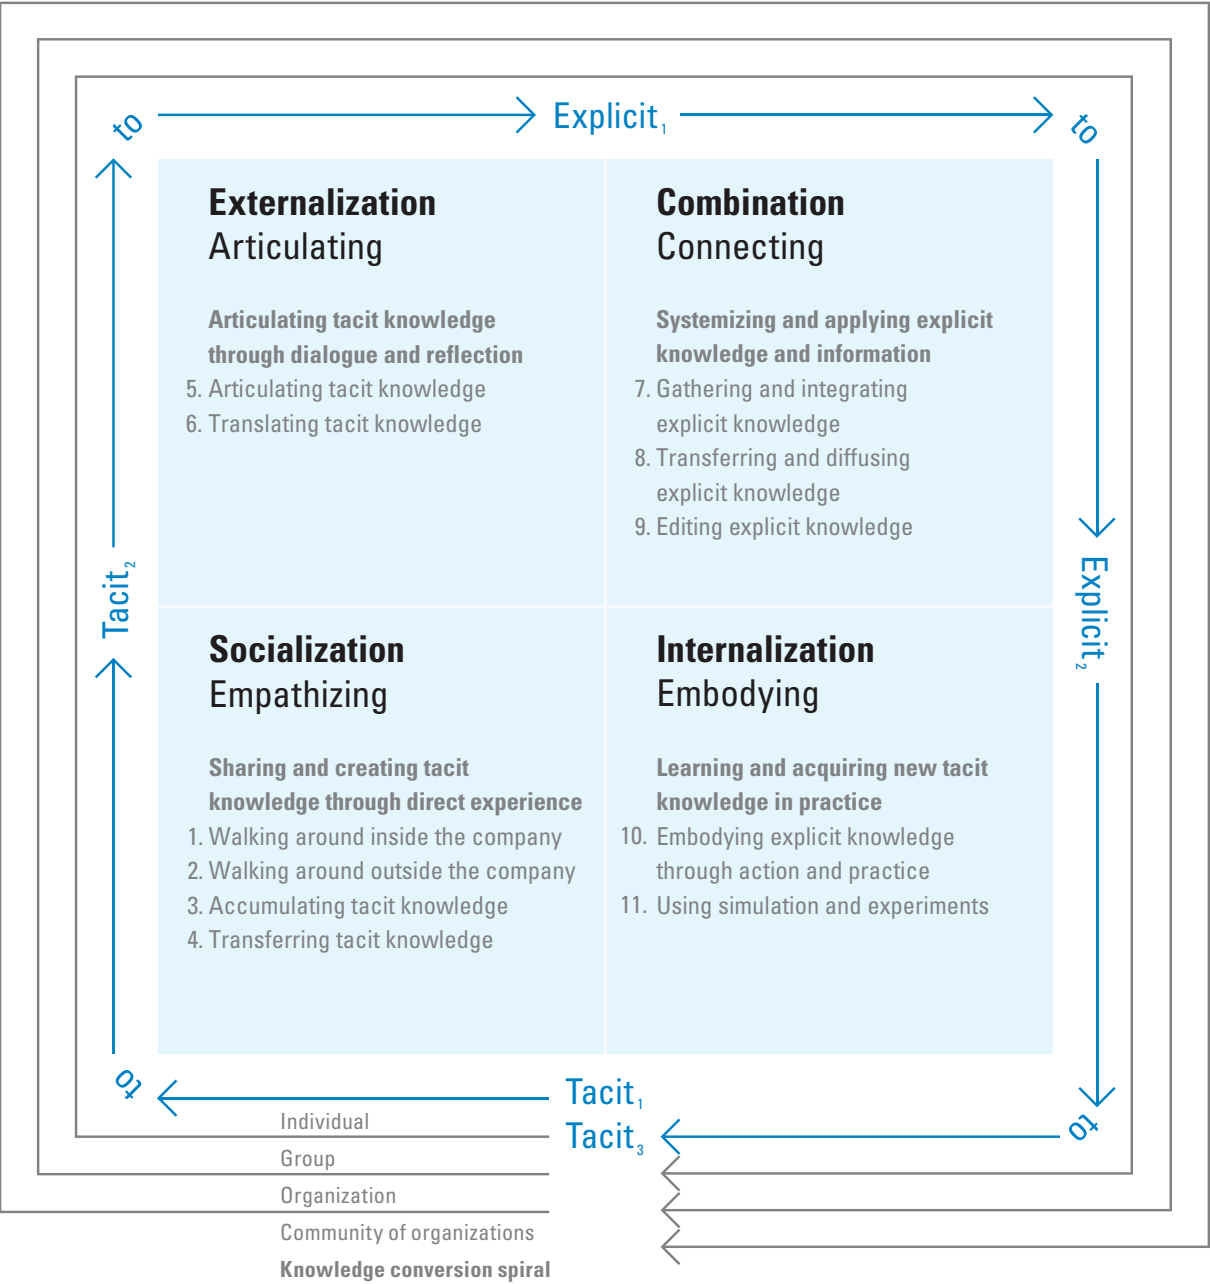 to
Explicit₁
to
Externalization
Articulating
Articulating tacit knowledge
through dialogue and reflection
5. Articulating tacit knowledge
6. Translating tacit knowledge
Combination
Connecting
Systemizing and applying explicit
knowledge and information
7. Gathering and integrating
explicit knowledge
8. Transferring and diffusing
explicit knowledge
9. Editing explicit knowledge
Tacit₂
Explicit₂
Socialization
Empathizing
Sharing and creating tacit
knowledge through direct experience
1. Walking around inside the company
2. Walking around outside the company
3. Accumulating tacit knowledge
4. Transferring tacit knowledge
Internalization
Embodying
Learning and acquiring new tacit
knowledge in practice
10. Embodying explicit knowledge
through action and practice
11. Using simulation and experiments
to
Tacit₁
Individual
Tacit₃
to
Group
Organization
Community of organizations
Knowledge conversion spiral